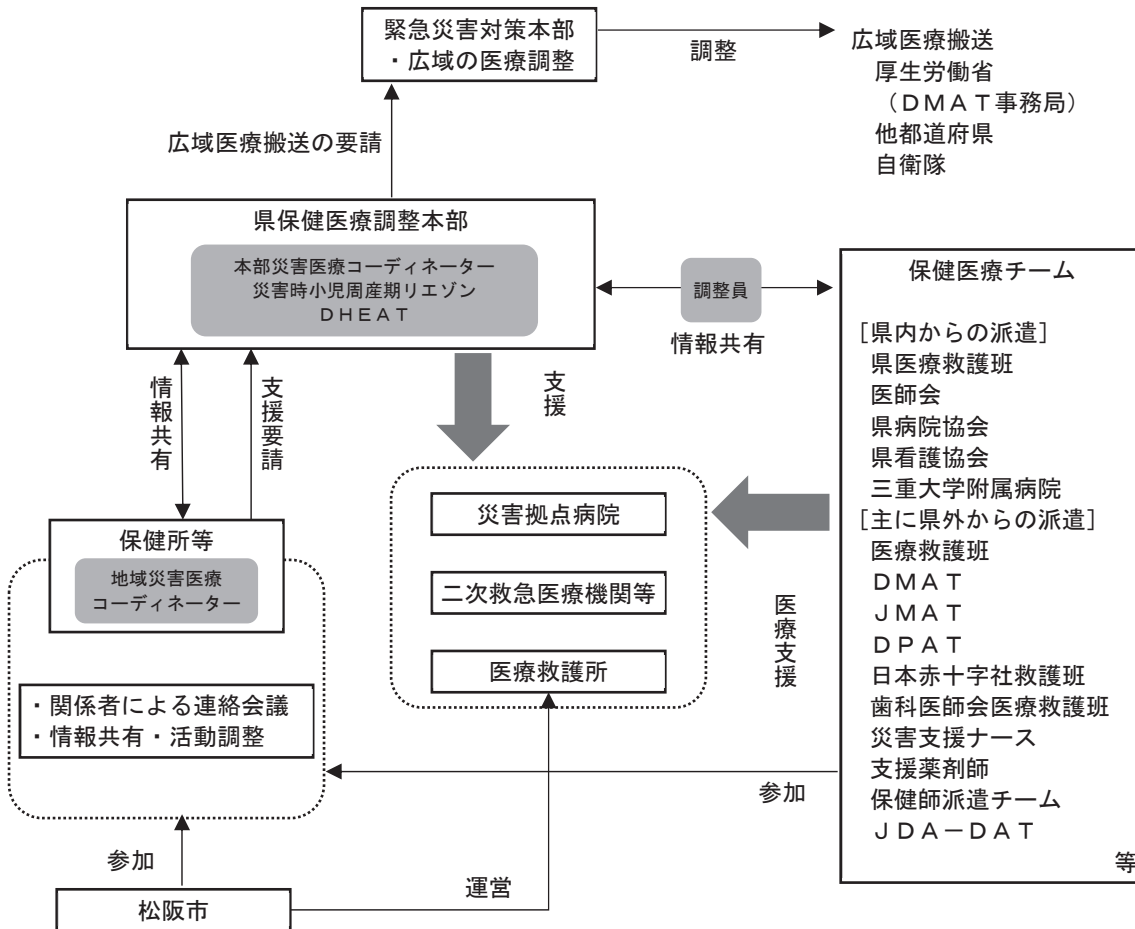 緊急災害対策本部
・広域の医療調整
調整
広域医療搬送
厚生労働省
（ＤＭＡＴ事務局）
他都道府県
自衛隊
広域医療搬送の要請
県保健医療調整本部
本部災害医療コーディネーター
災害時小児周産期リエゾン
ＤＨＥＡＴ
調整員
情報共有
保健医療チーム
［県内からの派遣］
県医療救護班
医師会
県病院協会
県看護協会
三重大学附属病院
［主に県外からの派遣］
医療救護班
ＤＭＡＴ
ＪＭＡＴ
ＤＰＡＴ
日本赤十字社救護班
歯科医師会医療救護班
災害支援ナース
支援薬剤師
保健師派遣チーム
ＪＤＡ－ＤＡＴ
等
情報共有
支援要請
支援
災害拠点病院
二次救急医療機関等
医療救護所
医療支援
保健所等
地域災害医療
コーディネーター
・関係者による連絡会議
・情報共有・活動調整
参加
参加
運営
松阪市